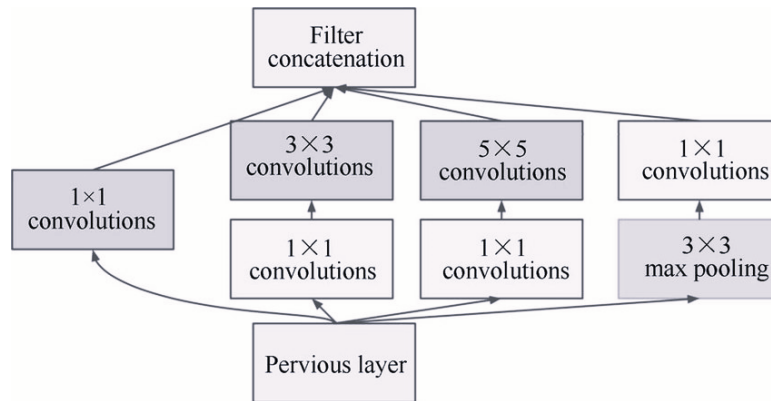 Filter
concatenation
3×3
convolutions
5×5
convolutions
1×1
convolutions
1×1
convolutions
1×1
convolutions
1×1
convolutions
3×3
max pooling
Pervious layer